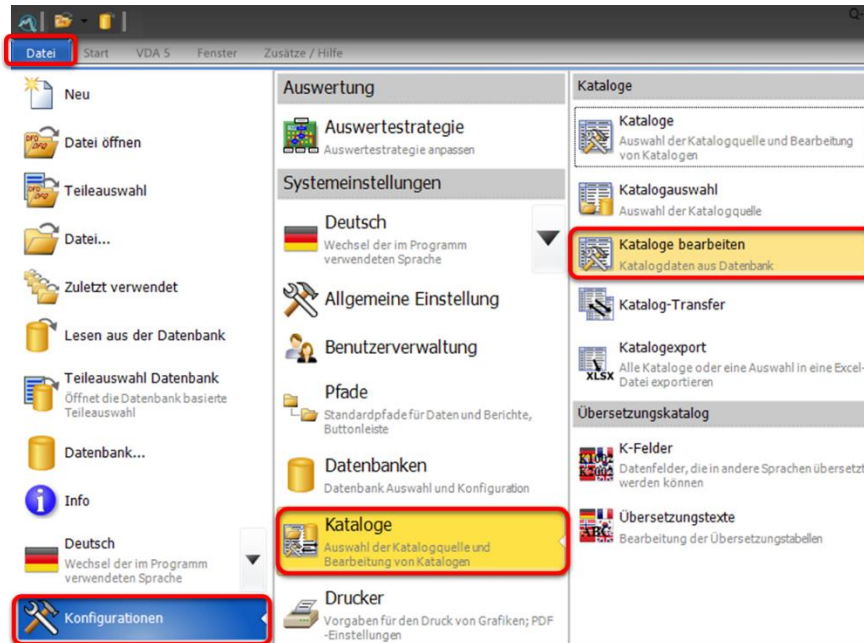 Q-
Datei Start VDA 5 Fenster Zusätze / Hilfe
Neu
Datei öffnen
Teileauswahl
Datei...
Zuletzt verwendet
Lesen aus der Datenbank
Teileauswahl Datenbank
Öffnet die Datenbank basierte
Teileauswahl
Datenbank...
Info
Deutsch
Wechsel der im Programm
verwendeten Sprache
Konfigurationen
Auswertung
Auswertestrategie
Auswertestrategie anpassen
Systemeinstellungen
Deutsch
Wechsel der im Programm
verwendeten Sprache
Allgemeine Einstellung
Benutzerverwaltung
Pfade
Standardpfade für Daten und Berichte,
Buttonleiste
Datenbanken
Datenbank Auswahl und Konfiguration
Kataloge
Auswahl der Katalogquelle und
Bearbeitung von Katalogen
Drucker
Vorgaben für den Druck von Grafiken; PDF
-Einstellungen
Kataloge
Kataloge
Auswahl der Katalogquelle und Bearbeitung
von Katalogen
Katalogauswahl
Auswahl der Katalogquelle
Kataloge bearbeiten
Katalogdaten aus Datenbank
Katalog-Transfer
Katalogexport
Alle Kataloge oder eine Auswahl in eine Excel-
Datei exportieren
XLSX
Übersetzungskatalog
K-Felder
Datenfelder, die in andere Sprachen übersetzt
werden können
K1002
K2002
Übersetzungstexte
Bearbeitung der Übersetzungstabellen
ABC